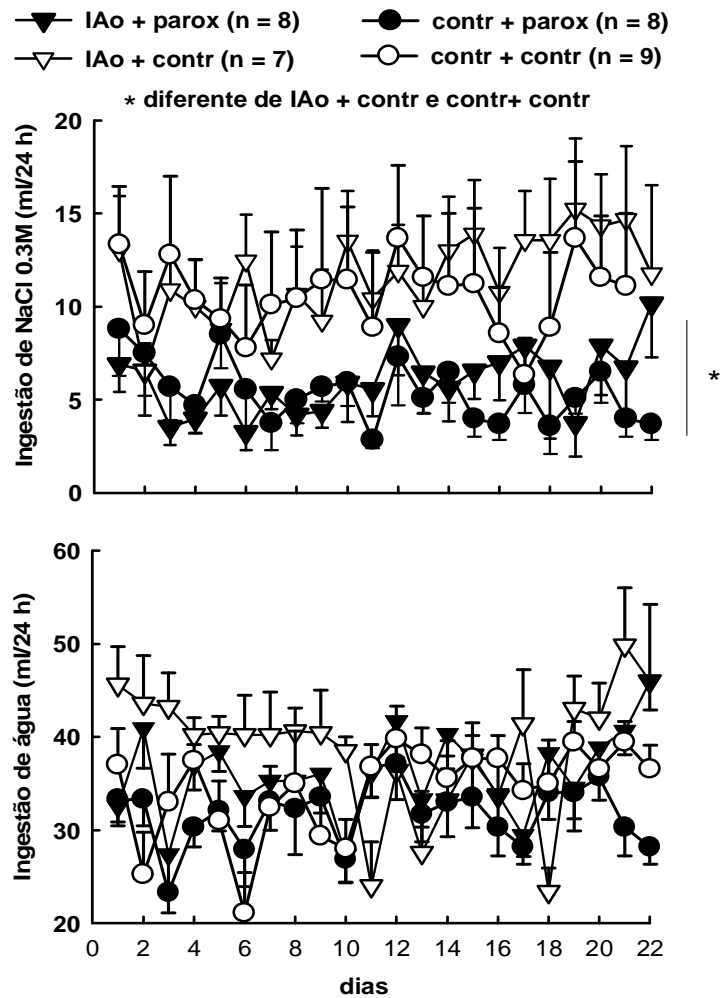 IAo + parox (n = 8) contr + parox (n = 8)
IAo + contr (n = 7) contr + contr (n = 9)
* diferente de IAo + contr e contr+ contr
Ingestão de NaCl 0.3M (ml/24 h)
20
15
10
5
0
*
Ingestão de água (ml/24 h)
60
50
40
30
20
0 2 4 6 8 10 12 14 16 18 20 22
dias